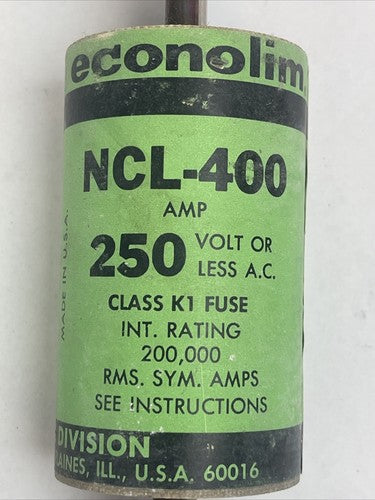 econolim
NCL-400
AMP
250 VOLT OR
LESS A.C.
CLASS K1 FUSE
INT. RATING
200,000
RMS. SYM. AMPS
SEE INSTRUCTIONS
MADE IN U.S.A.
DIVISION
LAINES, ILL., U.S.A. 60016